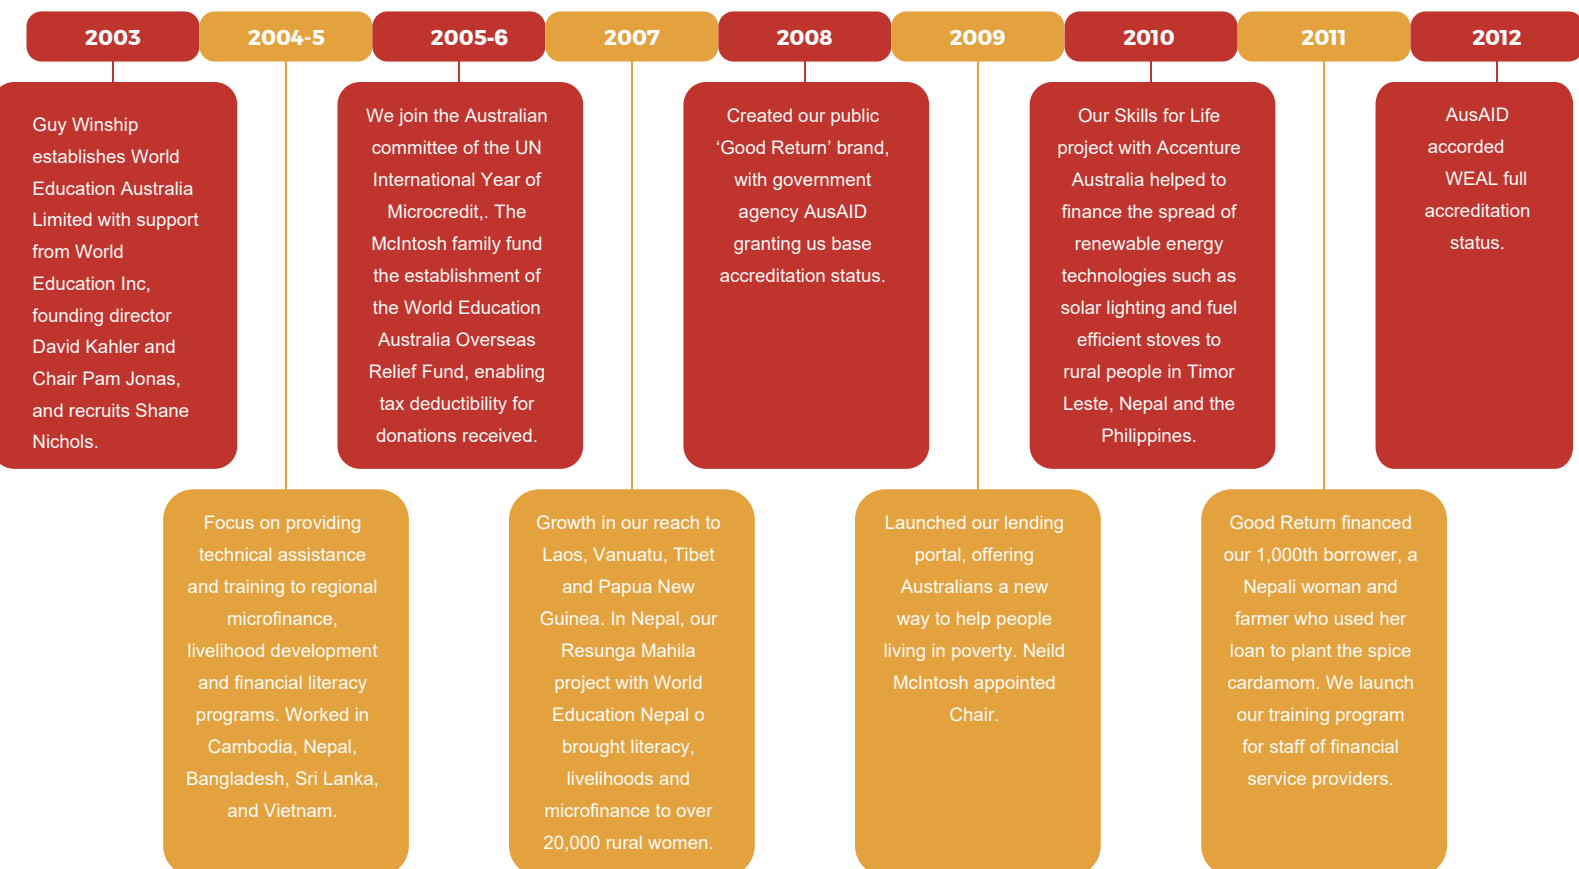 2003
2004-5
2005-6
2007
2008
2009
2010
2011
2012
Guy Winship
establishes World
Education Australia
Limited with support
from World
Education Inc,
founding director
David Kahler and
Chair Pam Jonas,
and recruits Shane
Nichols.
We join the Australian
committee of the UN
International Year of
Microcredit,. The
McIntosh family fund
the establishment of
the World Education
Australia Overseas
Relief Fund, enabling
tax deductibility for
donations received.
Created our public
‘Good Return’ brand,
with government
agency AusAID
granting us base
accreditation status.
Our Skills for Life
project with Accenture
Australia helped to
finance the spread of
renewable energy
technologies such as
solar lighting and fuel
efficient stoves to
rural people in Timor
Leste, Nepal and the
Philippines.
AusAID
accorded
WEAL full
accreditation
status.
Focus on providing
technical assistance
and training to regional
microfinance,
livelihood development
and financial literacy
programs. Worked in
Cambodia, Nepal,
Bangladesh, Sri Lanka,
and Vietnam.
Growth in our reach to
Laos, Vanuatu, Tibet
and Papua New
Guinea. In Nepal, our
Resunga Mahila
project with World
Education Nepal o
brought literacy,
livelihoods and
microfinance to over
20,000 rural women.
Launched our lending
portal, offering
Australians a new
way to help people
living in poverty. Neild
McIntosh appointed
Chair.
Good Return financed
our 1,000th borrower, a
Nepali woman and
farmer who used her
loan to plant the spice
cardamom. We launch
our training program
for staff of financial
service providers.